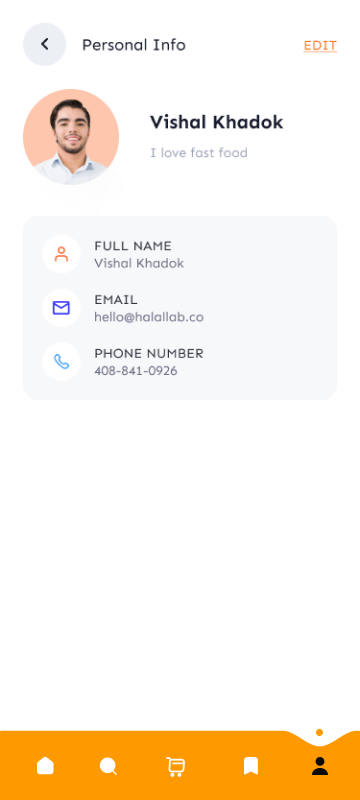 Personal Info
EDIT
Vishal Khadok
I love fast food
FULL NAME
Vishal Khadok
EMAIL
hello@halallab.co
PHONE NUMBER
408-841-0926